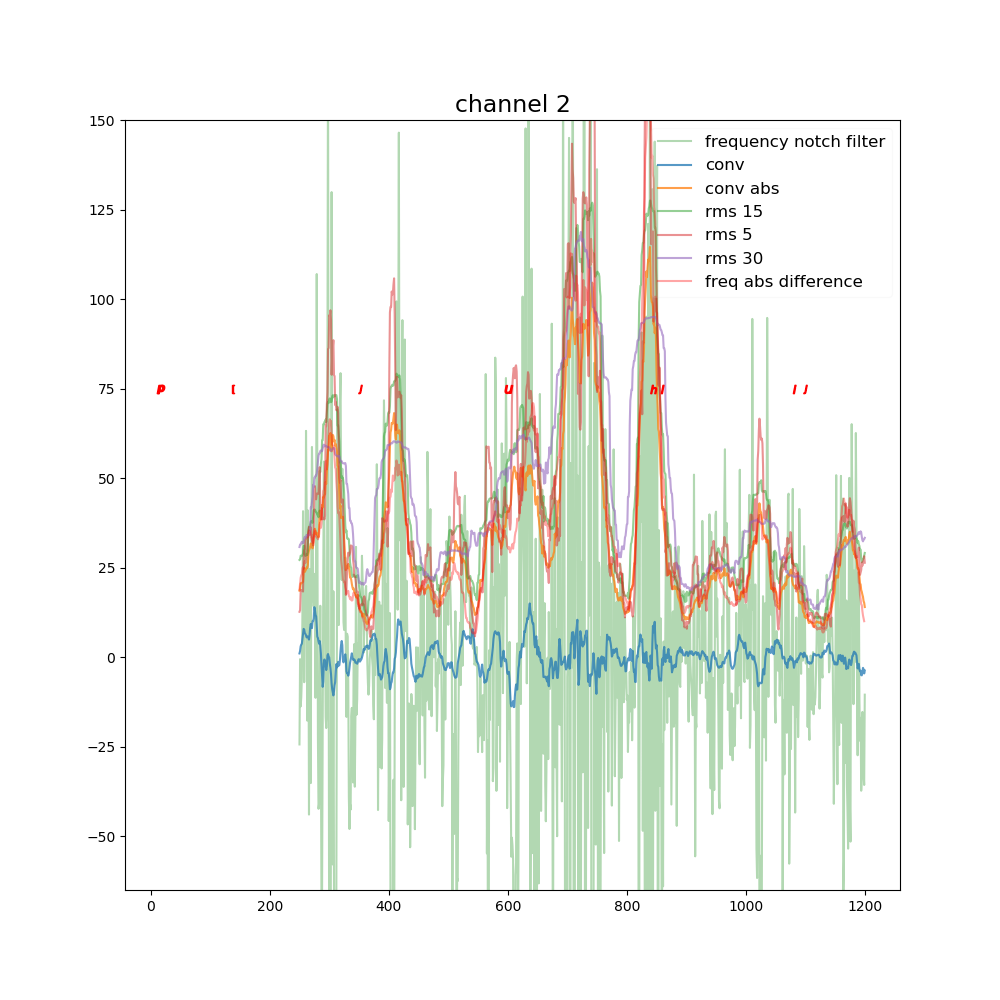 channel 2
150
125
100
75
50
25
0
−25
−50
0 200 400 600 800 1000 1200
frequency notch filter
conv
conv abs
rms 15
rms 5
rms 30
freq abs difference
u
h